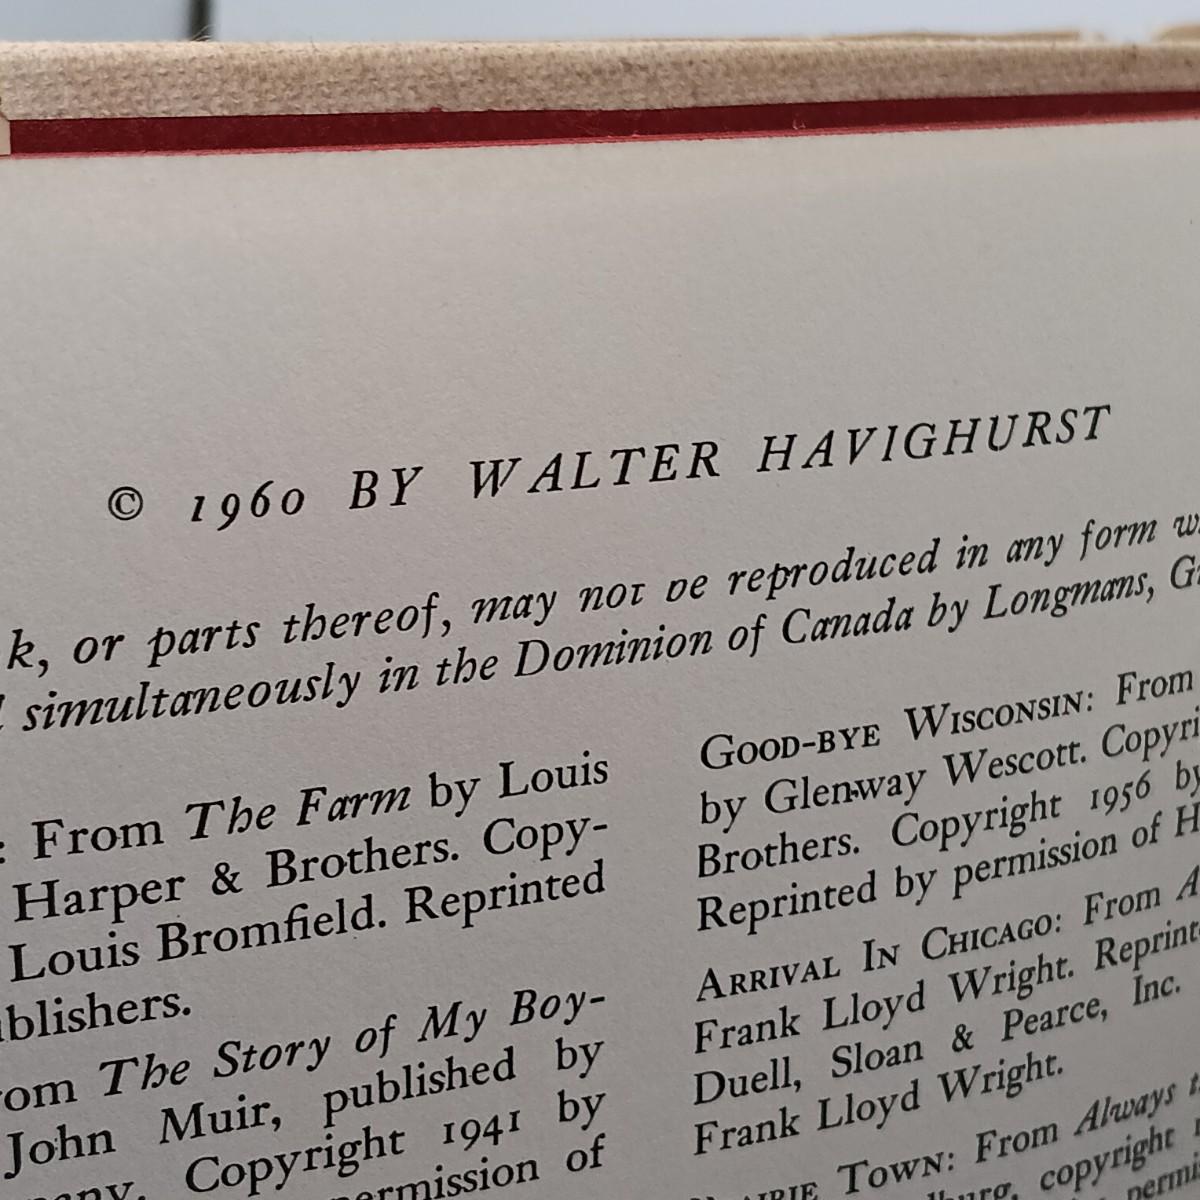 © 1960 BY WALTER HAVIGHURST
k, or parts thereof, may not be reproduced in any form
simultaneously in the Dominion of Canada by Longmans,
: From The Farm by Louis
Harper & Brothers. Copy-
Louis Bromfield. Reprinted
blishers.
om The Story of My Boy-
John Muir, published by
Copyright 1941 by
ermission of
GOOD-BYE WISCONSIN: From
by Glenway Wescott. Copyri
Brothers. Copyright 1956 by
Reprinted by permission of H
ARRIVAL IN CHICAGO: From A
Frank Lloyd Wright. Reprint
Duell, Sloan & Pearce, Inc.
Frank Lloyd Wright.
TOWN: From Always
copyright
permi